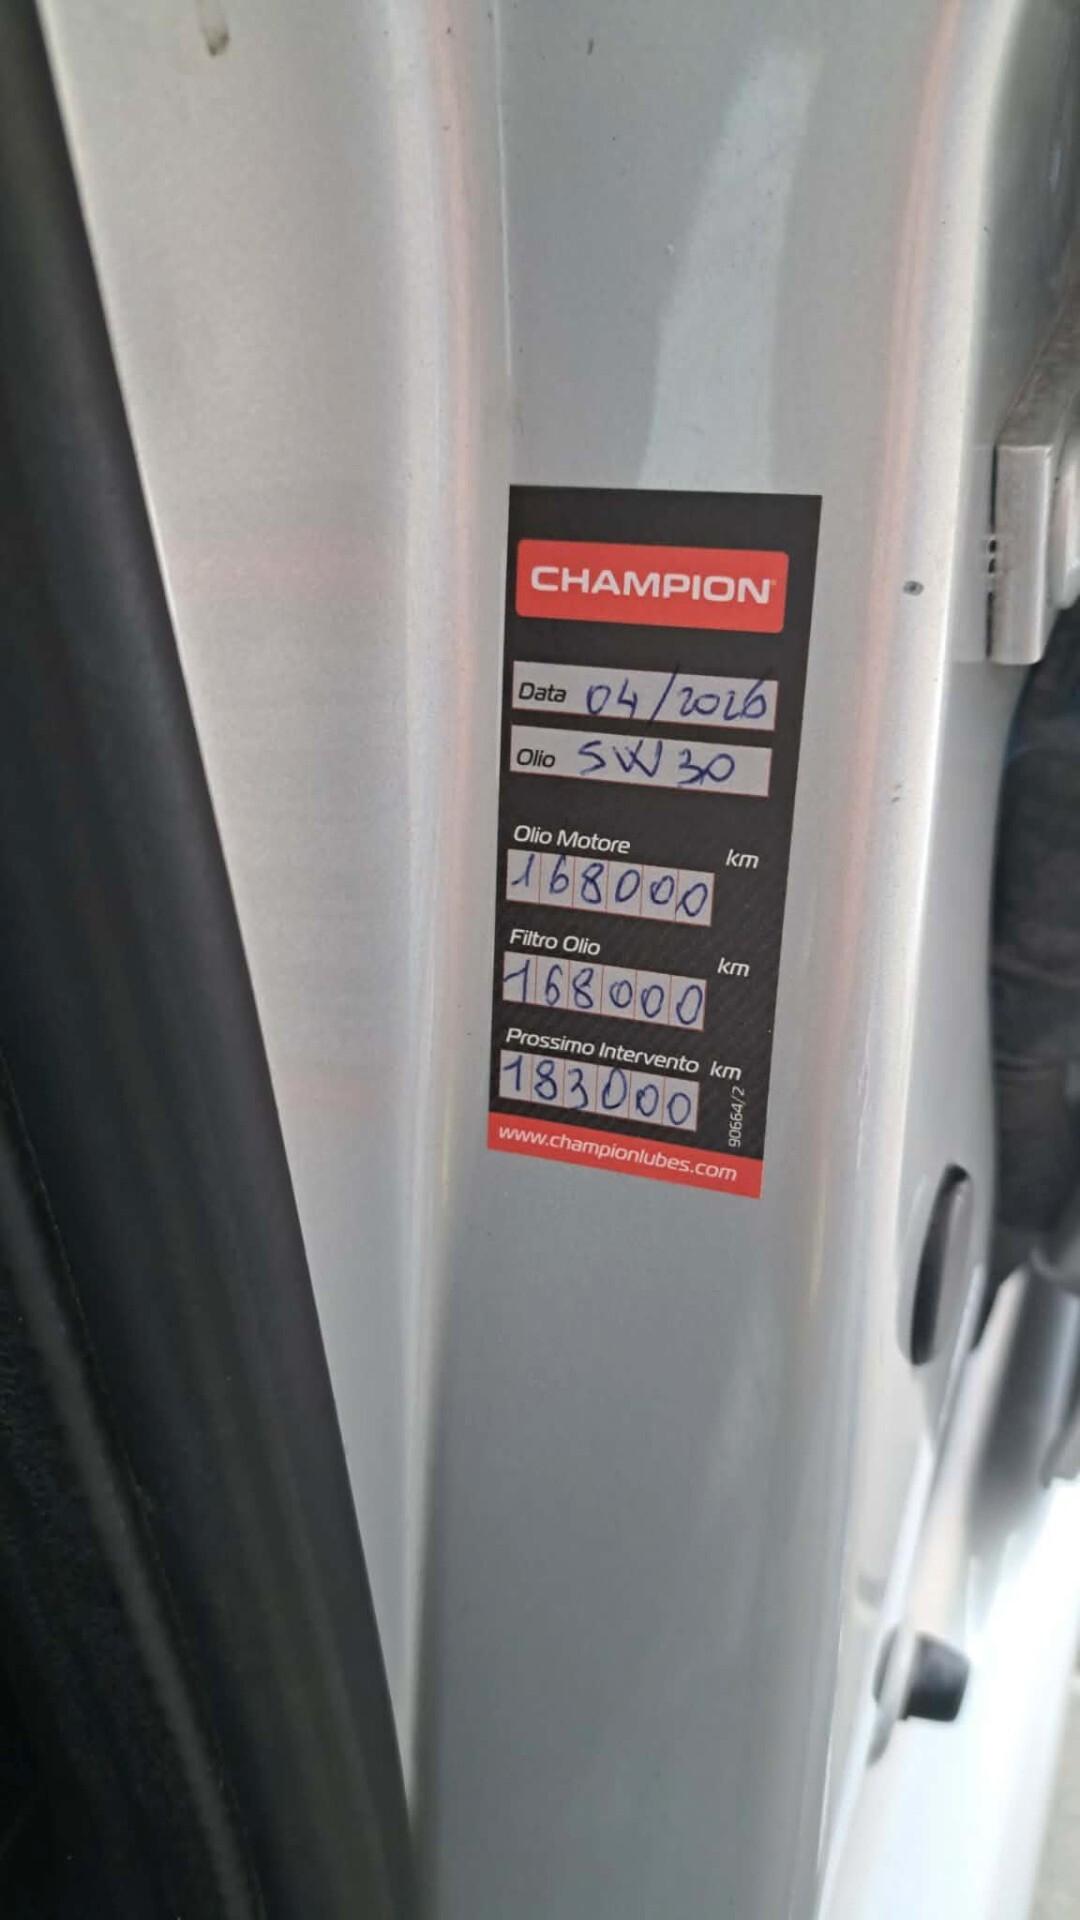 CHAMPION®
Data 04/2026
Olio 5W30
Olio Motore km
168000
Filtro Olio km
168000
Prossimo Intervento km
183000
90664/2
www.championlubes.com